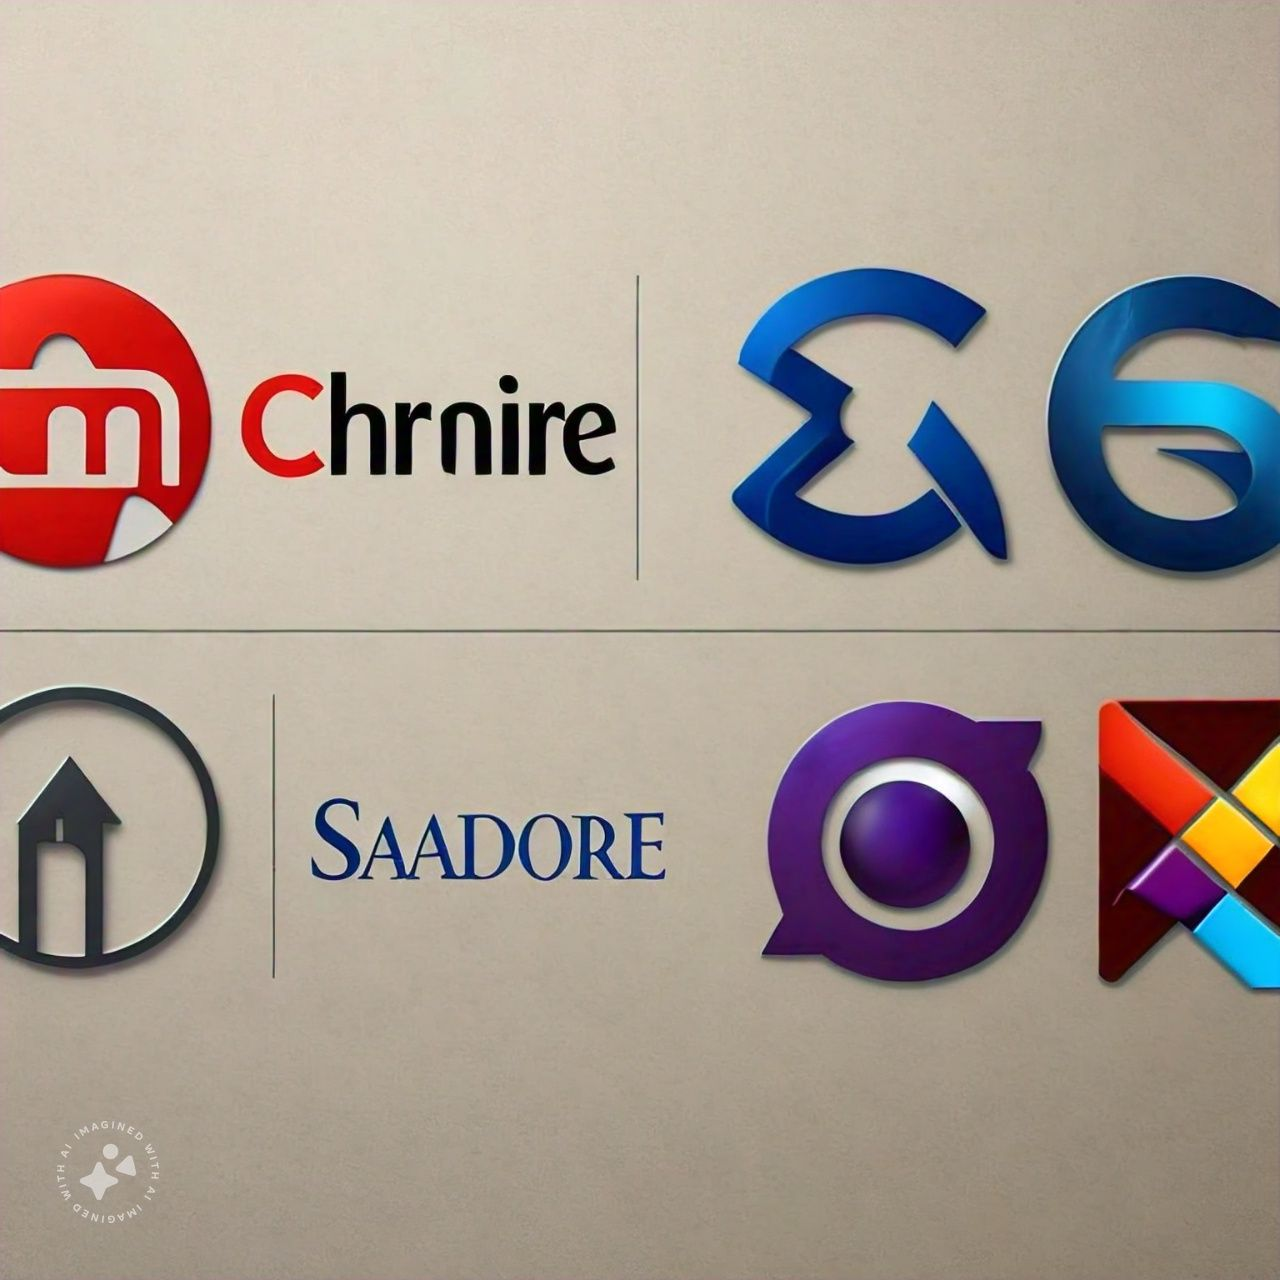 m Chrnire
SAADORE
IMAGINED WITH AI IMAGINED WITH AI